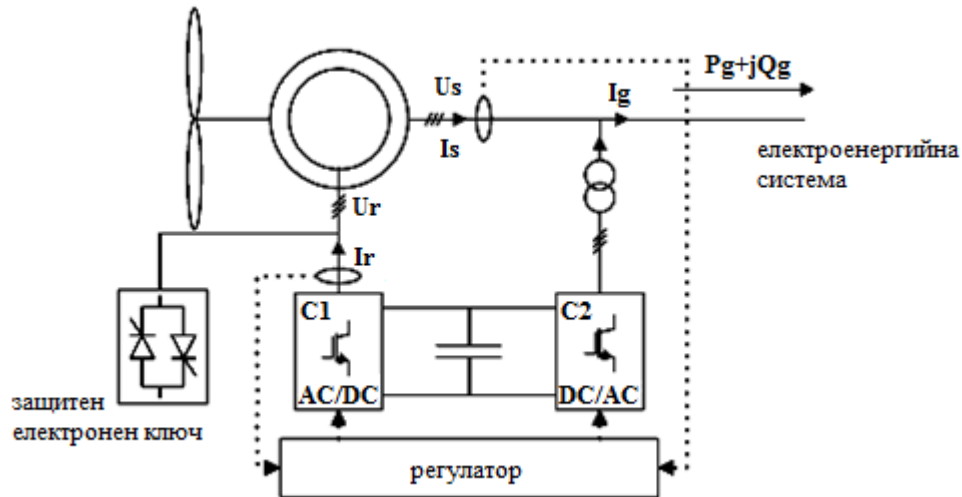 Pg+jQg
Us
Ig
Is
електроенергийна
система
Ur
Ir
C1
C2
AC/DC
DC/AC
защитен
електронен ключ
регулатор